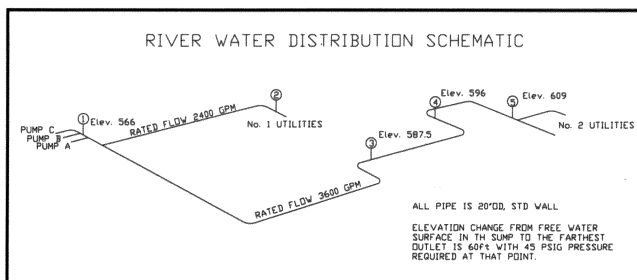 RIVER WATER DISTRIBUTION SCHEMATIC
PUMP C
PUMP B
PUMP A
1 Elev. 566
RATED FLOW 2400 GPM
2
No. 1 UTILITIES
3 Elev. 587.5
4 Elev. 596
5 Elev. 609
No. 2 UTILITIES
RATED FLOW 3600 GPM
ALL PIPE IS 20"OD, STD WALL
ELEVATION CHANGE FROM FREE WATER
SURFACE IN TH SUMP TO THE FARTHEST
OUTLET IS 60ft WITH 45 PSIG PRESSURE
REQUIRED AT THAT POINT.